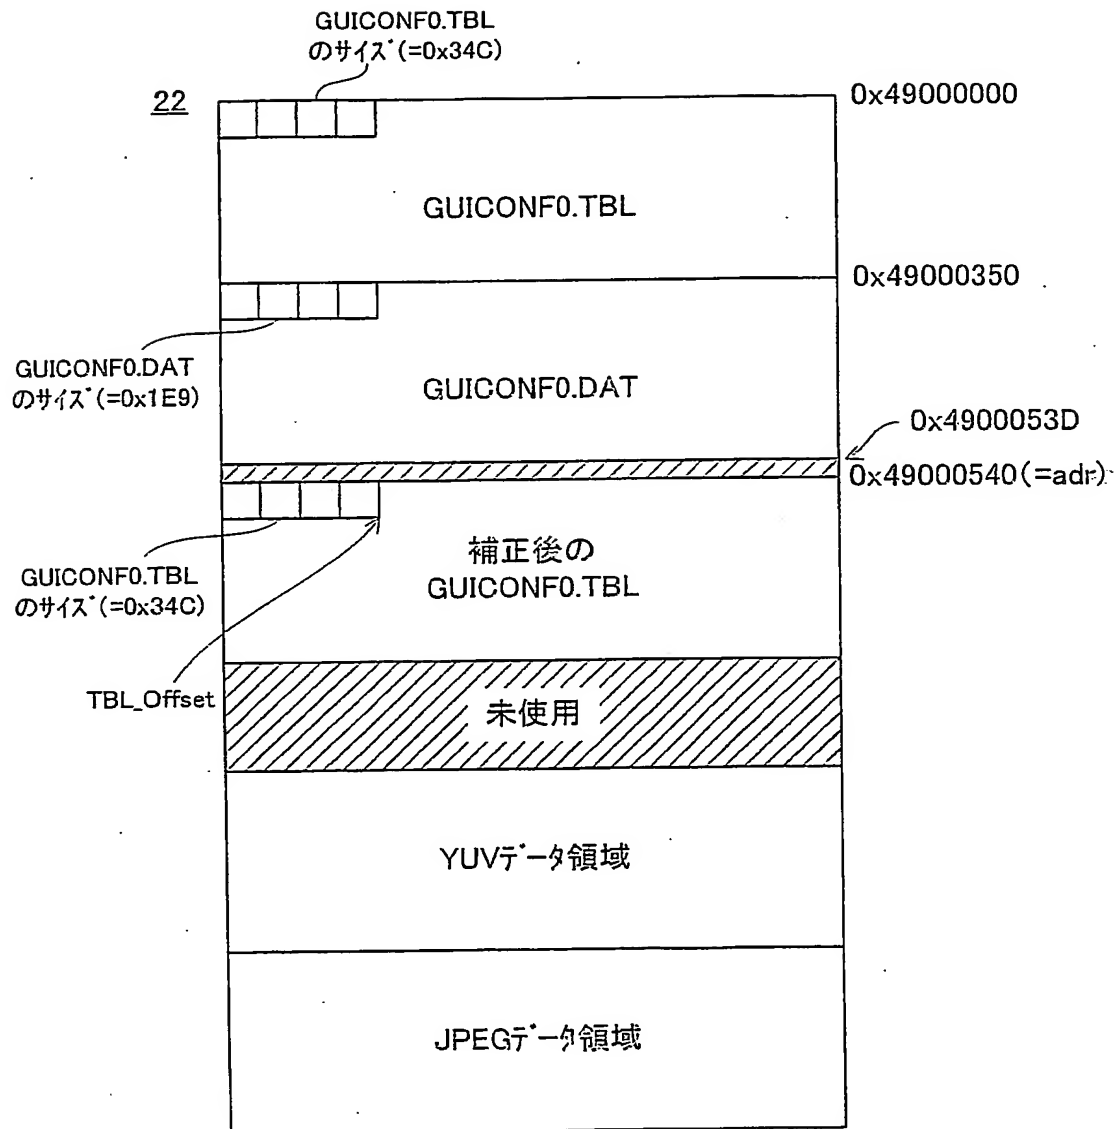 GUICONF0.TBL
のサイズ(=0x34C)
22
0x49000000
GUICONF0.TBL
0x49000350
GUICONF0.DAT
のサイズ(=0x1E9)
GUICONF0.DAT
0x4900053D
0x49000540(=adr)
補正後の
GUICONF0.TBL
GUICONF0.TBL
のサイズ(=0x34C)
TBL_Offset
未使用
YUVデータ領域
JPEGデータ領域